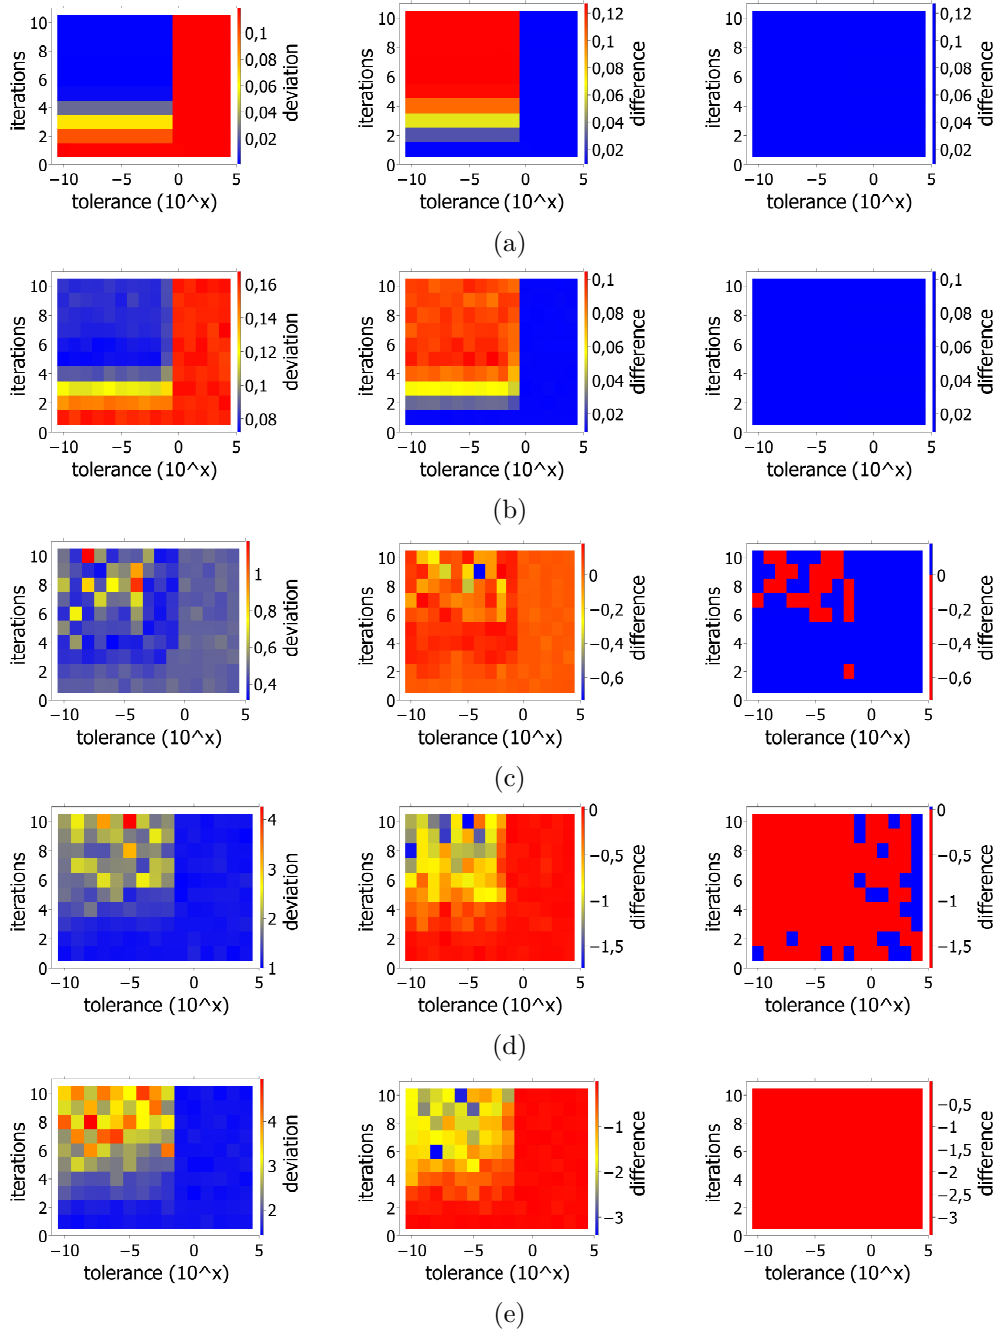 10
8
6
4
2
0
iterations
−10 −5 0 5
tolerance (10^x)
0,1
0,08
0,06
0,04
0,02
deviation
10
8
6
4
2
0
iterations
−10 −5 0 5
tolerance (10^x)
0,12
0,1
0,08
0,06
0,04
0,02
difference
10
8
6
4
2
0
iterations
−10 −5 0 5
tolerance (10^x)
0,12
0,1
0,08
0,06
0,04
0,02
difference
(a)
10
8
6
4
2
0
iterations
−10 −5 0 5
tolerance (10^x)
0,16
0,14
0,12
0,1
0,08
deviation
10
8
6
4
2
0
iterations
−10 −5 0 5
tolerance (10^x)
0,1
0,08
0,06
0,04
0,02
difference
10
8
6
4
2
0
iterations
−10 −5 0 5
tolerance (10^x)
0,1
0,08
0,06
0,04
0,02
difference
(b)
10
8
6
4
2
0
iterations
−10 −5 0 5
tolerance (10^x)
1
0,8
0,6
0,4
deviation
10
8
6
4
2
0
iterations
−10 −5 0 5
tolerance (10^x)
0
−0,2
−0,4
−0,6
difference
10
8
6
4
2
0
iterations
−10 −5 0 5
tolerance (10^x)
0
−0,2
−0,4
−0,6
difference
(c)
10
8
6
4
2
0
iterations
−10 −5 0 5
tolerance (10^x)
4
3
2
1
deviation
10
8
6
4
2
0
iterations
−10 −5 0 5
tolerance (10^x)
0
−0,5
−1
−1,5
difference
10
8
6
4
2
0
iterations
−10 −5 0 5
tolerance (10^x)
0
−0,5
−1
−1,5
difference
(d)
10
8
6
4
2
0
iterations
−10 −5 0 5
tolerance (10^x)
4
3
2
deviation
10
8
6
4
2
0
iterations
−10 −5 0 5
tolerance (10^x)
−1
−2
−3
difference
10
8
6
4
2
0
iterations
−10 −5 0 5
tolerance (10^x)
−0,5
−1
−1,5
−2
−2,5
−3
difference
(e)